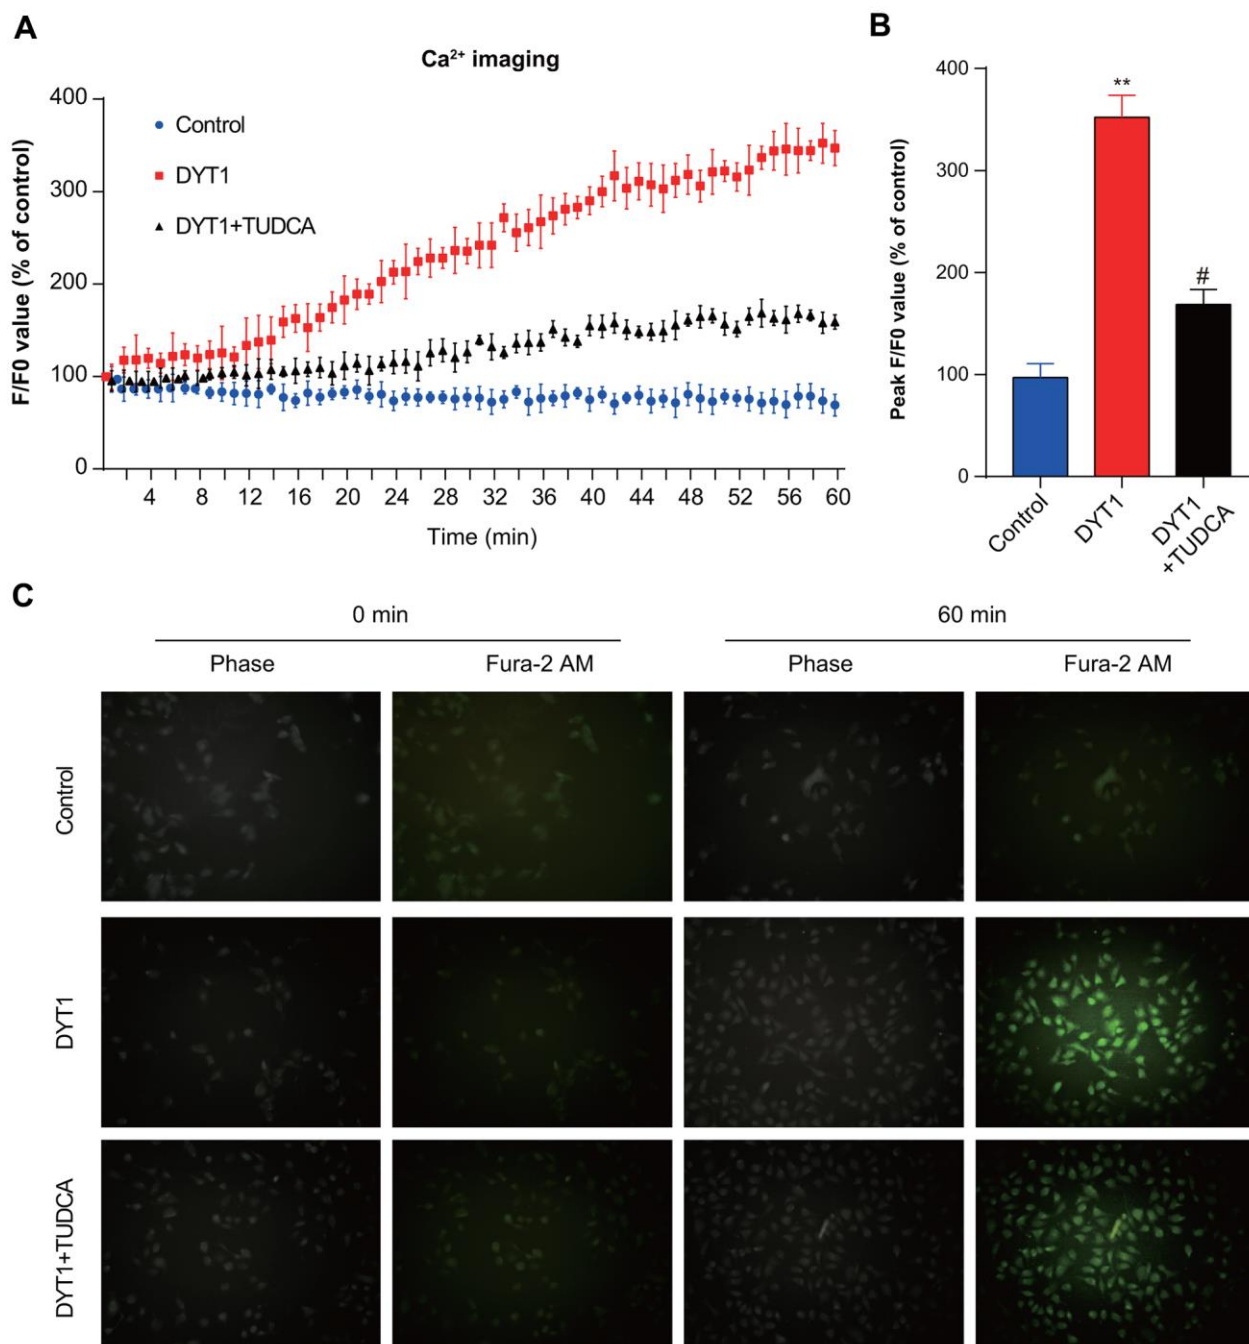 A
Ca²⁺ imaging
F/F0 value (% of control)
400
300
200
100
0
Control
DYT1
DYT1+TUDCA
4 8 12 16 20 24 28 32 36 40 44 48 52 56 60
Time (min)
B
Peak F/F0 value (% of control)
400
300
200
100
0
**
#
Control
DYT1
DYT1
+TUDCA
C
0 min
60 min
Phase
Fura-2 AM
Phase
Fura-2 AM
Control
DYT1
DYT1+TUDCA